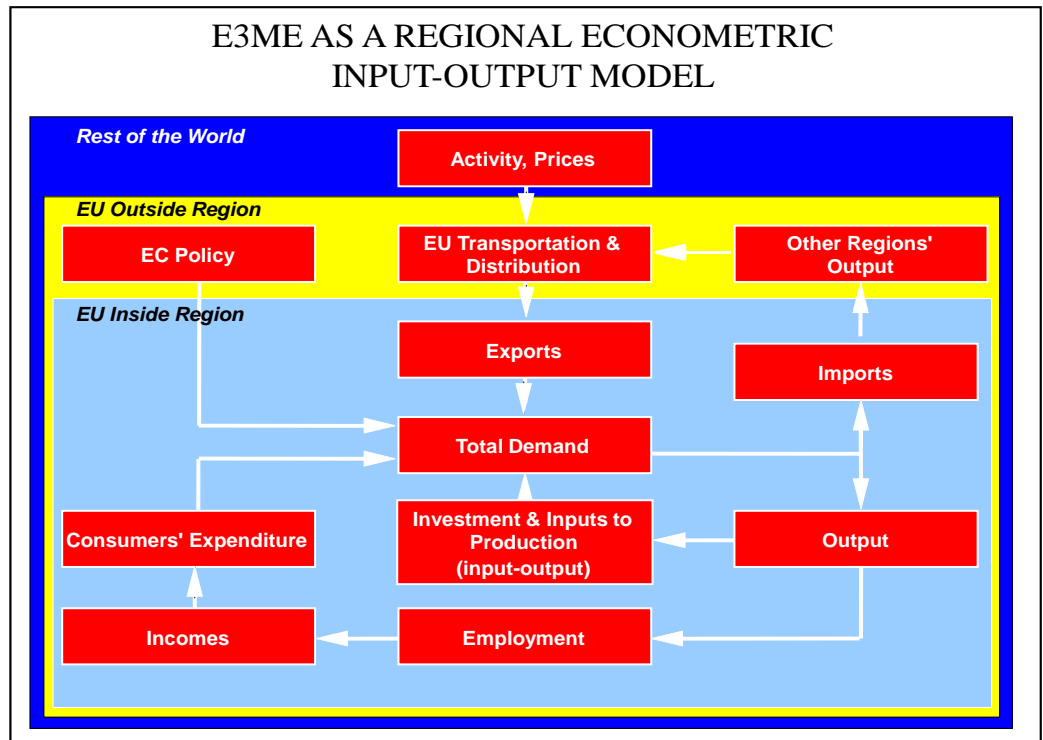 E3ME AS A REGIONAL ECONOMETRIC
INPUT-OUTPUT MODEL
Rest of the World
Activity, Prices
EU Outside Region
EC Policy
EU Transportation &
Distribution
Other Regions'
Output
EU Inside Region
Exports
Imports
Total Demand
Consumers' Expenditure
Investment & Inputs to
Production
(input-output)
Output
Incomes
Employment